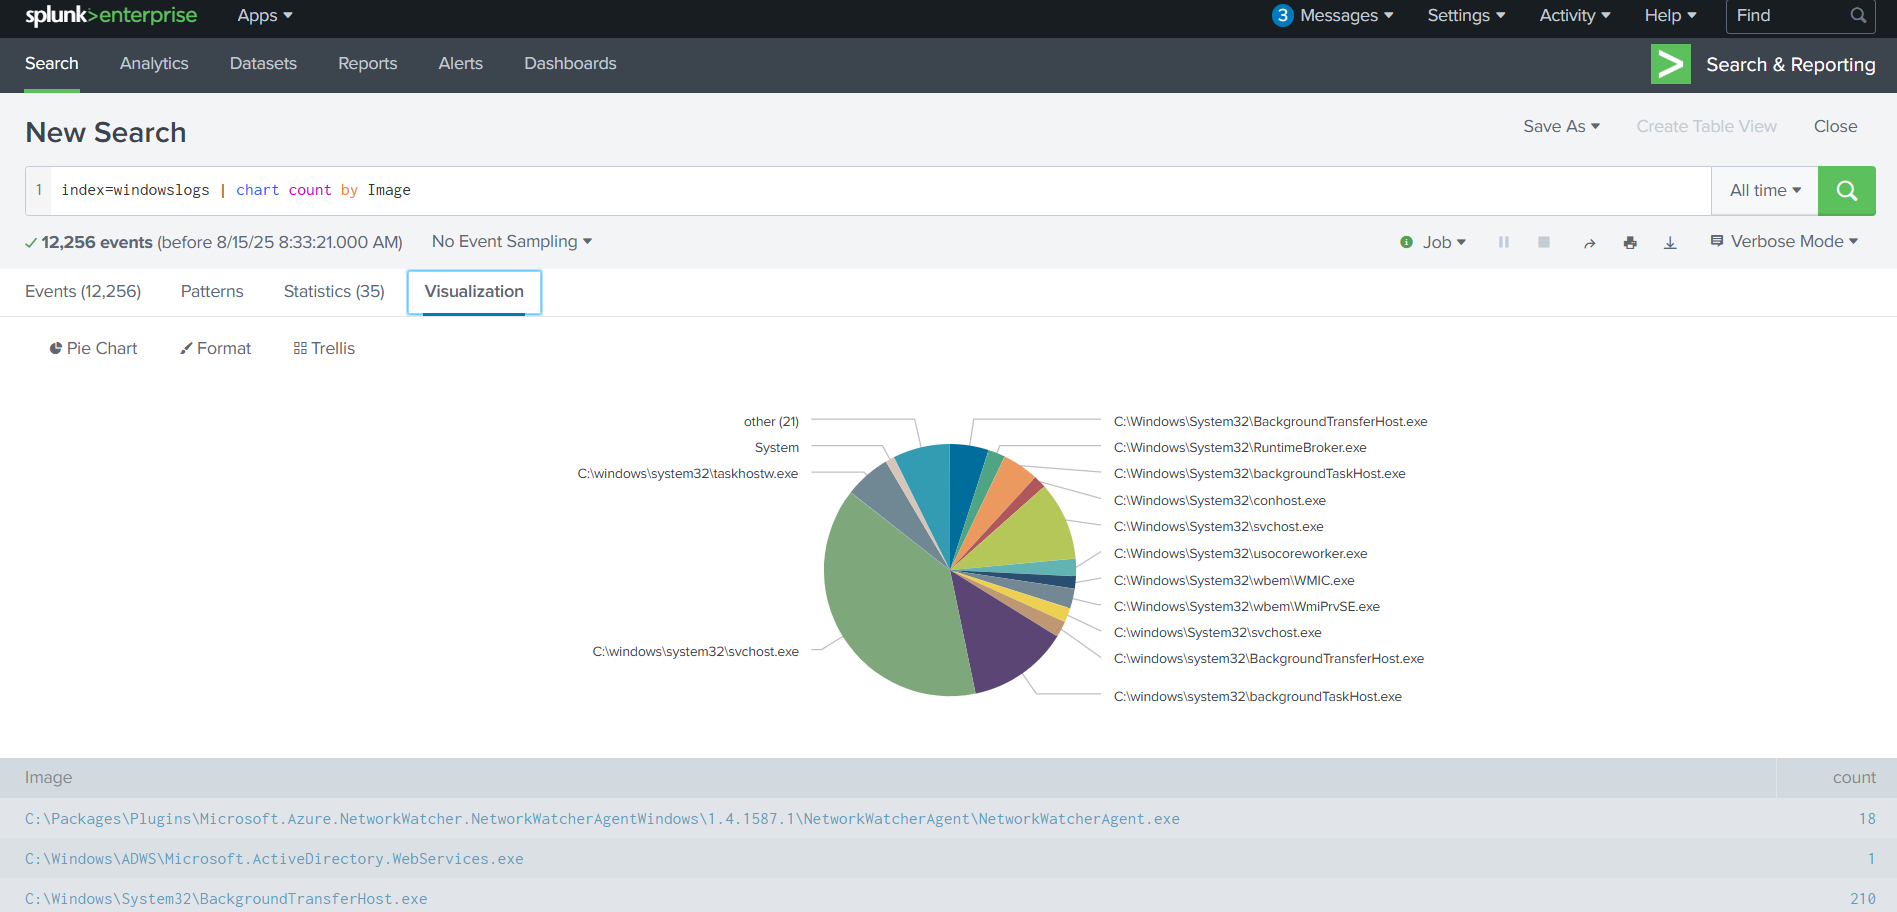 splunk>enterprise Apps 3 Messages Settings Activity Help Find
Search Analytics Datasets Reports Alerts Dashboards Search & Reporting
New Search Save As Create Table View Close
1 index=windowslogs | chart count by Image All time
12,256 events (before 8/15/25 8:33:21.000 AM) No Event Sampling Job Verbose Mode
Events (12,256) Patterns Statistics (35) Visualization
Pie Chart Format Trellis
other (21) C:\Windows\System32\BackgroundTransferHost.exe
System C:\Windows\System32\RuntimeBroker.exe
C:\windows\system32\taskhostw.exe C:\Windows\System32\backgroundTaskHost.exe
C:\Windows\System32\conhost.exe
C:\Windows\System32\svchost.exe
C:\Windows\System32\usocoreworker.exe
C:\Windows\System32\wbem\WMIC.exe
C:\Windows\System32\wbem\WmiPrvSE.exe
C:\windows\System32\svchost.exe
C:\windows\system32\svchost.exe C:\windows\system32\BackgroundTransferHost.exe
C:\windows\system32\backgroundTaskHost.exe
Image count
C:\Packages\Plugins\Microsoft.Azure.NetworkWatcher.NetworkWatcherAgentWindows\1.4.1587.1\NetworkWatcherAgent\NetworkWatcherAgent.exe 18
C:\Windows\ADWS\Microsoft.ActiveDirectory.WebServices.exe 1
C:\Windows\System32\BackgroundTransferHost.exe 210